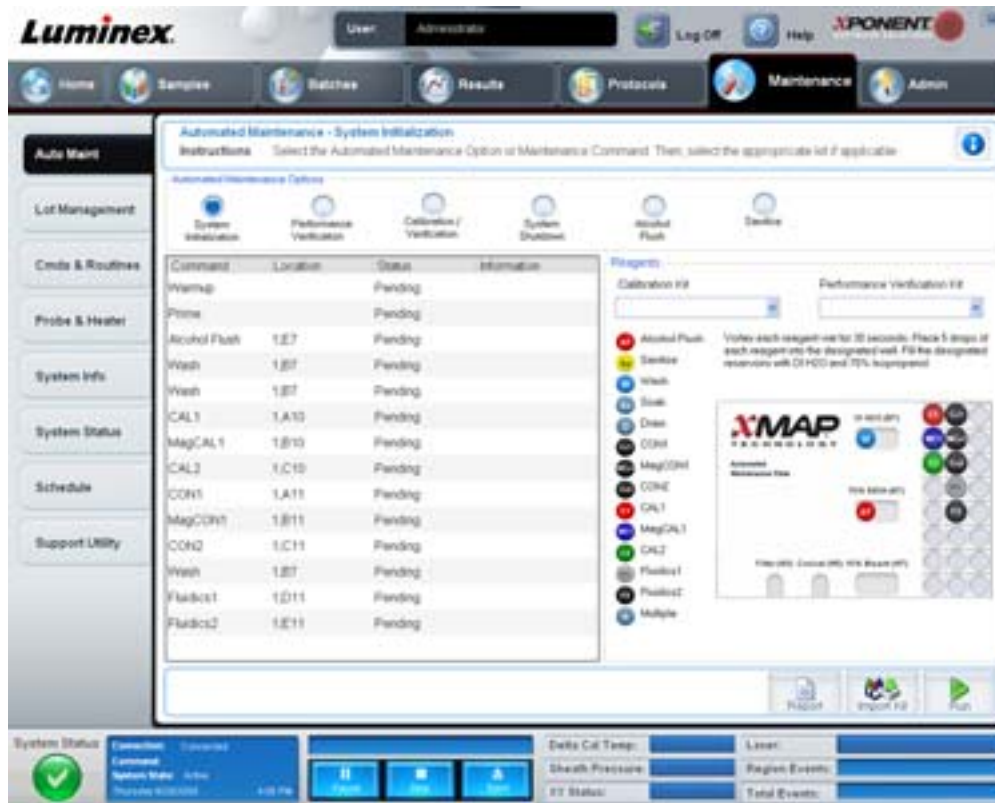 Luminex
User: Administrator
Log Off
Help
XPONENT
Home
Samples
Batches
Results
Protocols
Maintenance
Admin
Auto Maint
Lot Management
Cmds & Routines
Probe & Heater
System Info
System Status
Schedule
Support Utility
Automated Maintenance - System Initialization
Instructions Select the Automated Maintenance Option or Maintenance Command. Then, select the appropriate kit if applicable
Automated Maintenance Options
System Initialization
Performance Verification
Calibration / Verification
System Shutdown
Alcohol Flush
Sanitize
Command Location Status Information
Warmup Pending
Prime Pending
Alcohol Flush 1,E7 Pending
Wash 1,B7 Pending
Wash 1,B7 Pending
CAL1 1,A10 Pending
MagCAL1 1,B10 Pending
CAL2 1,C10 Pending
CON1 1,A11 Pending
MagCON1 1,B11 Pending
CON2 1,C11 Pending
Wash 1,B7 Pending
Fluidics1 1,D11 Pending
Fluidics2 1,E11 Pending
Reagents
Calibration Kit
Performance Verification Kit
Alcohol Flush
Sanitize
Wash
Soak
Drain
CON1
MagCON1
CON2
CAL1
MagCAL1
CAL2
Fluidics1
Fluidics2
Multiple
Vortex each reagent vial for 30 seconds. Place 5 drops of
each reagent into the designated well. Fill the designated
reservoirs with DI H2O and 70% Isopropanol.
XMAP
TECHNOLOGY
Automated
Maintenance Plate
Report
Import Kit
Run
System Status
Connection: Connected
Command:
System State: Active
4:05 PM
Pause
Stop
Eject
Delta Cal Temp:
Sheath Pressure:
XY Status:
Laser:
Region Events:
Total Events: